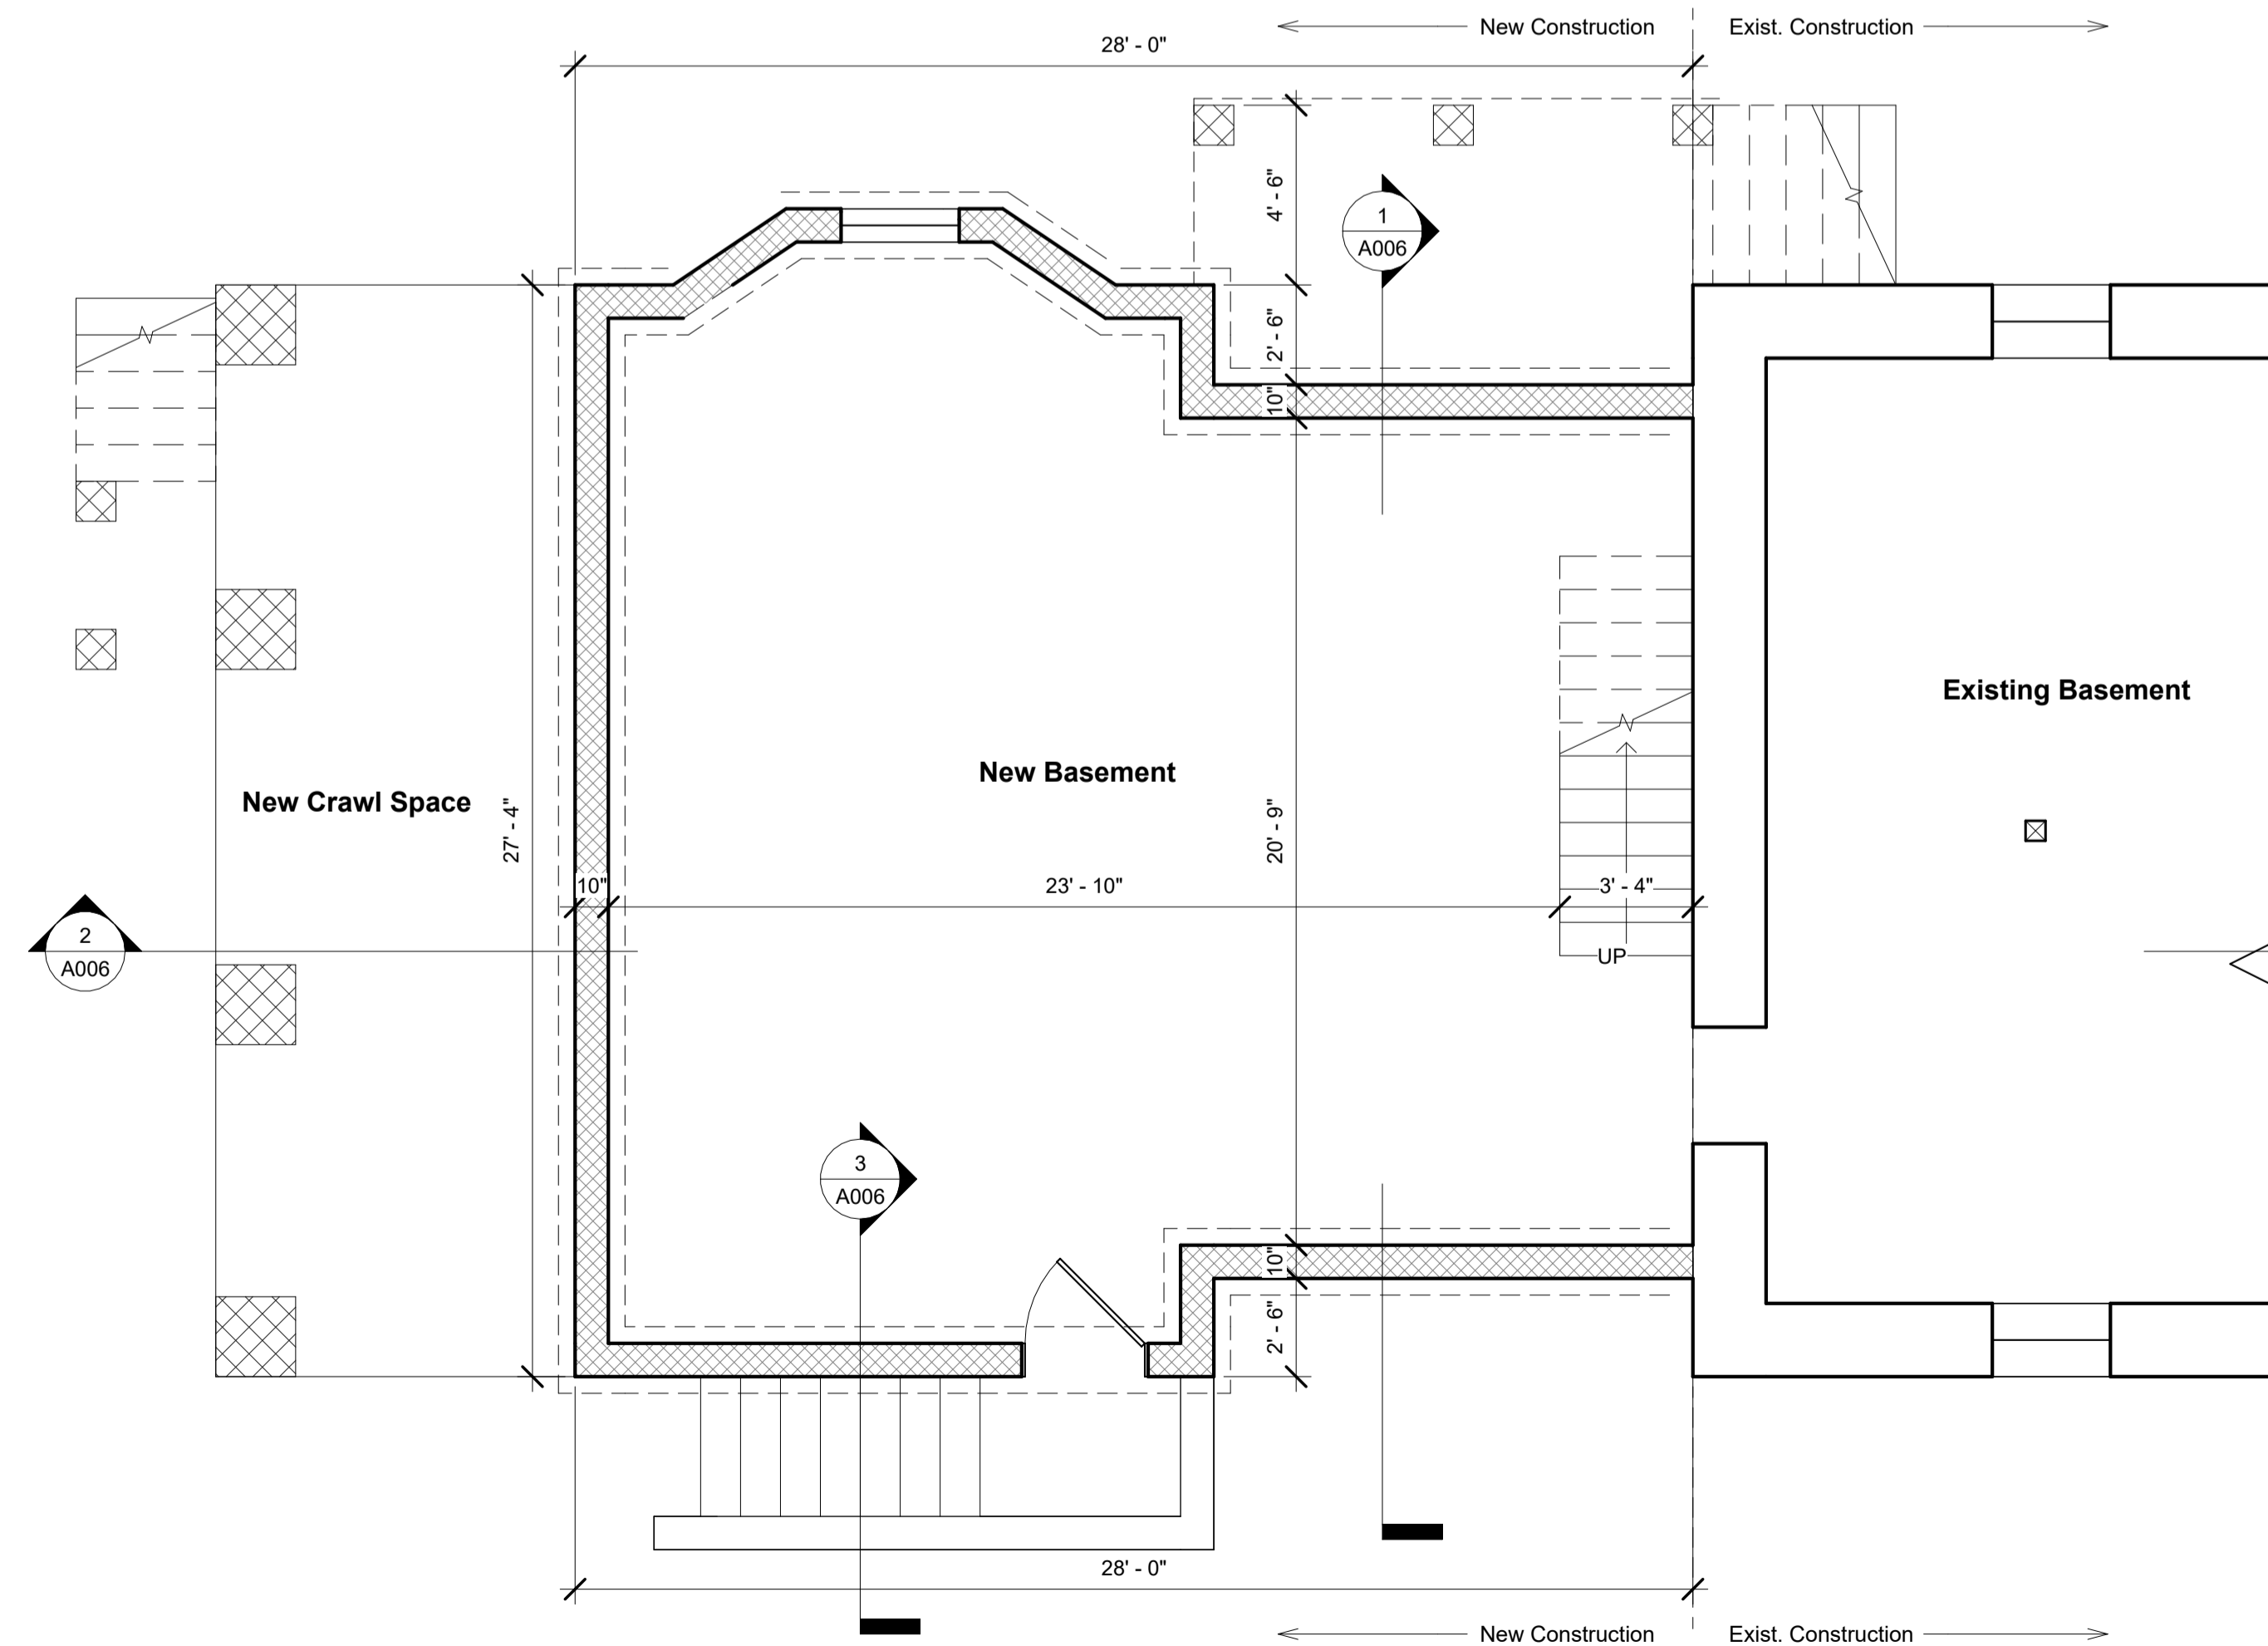 New Construction
Exist. Construction
28' - 0"
4' - 6"
1
A006
2' - 6"
10"
Existing Basement
New Basement
New Crawl Space
27' - 4"
20' - 9"
10"
23' - 10"
3' - 4"
2
A006
UP
3
A006
10"
2' - 6"
28' - 0"
New Construction
Exist. Construction